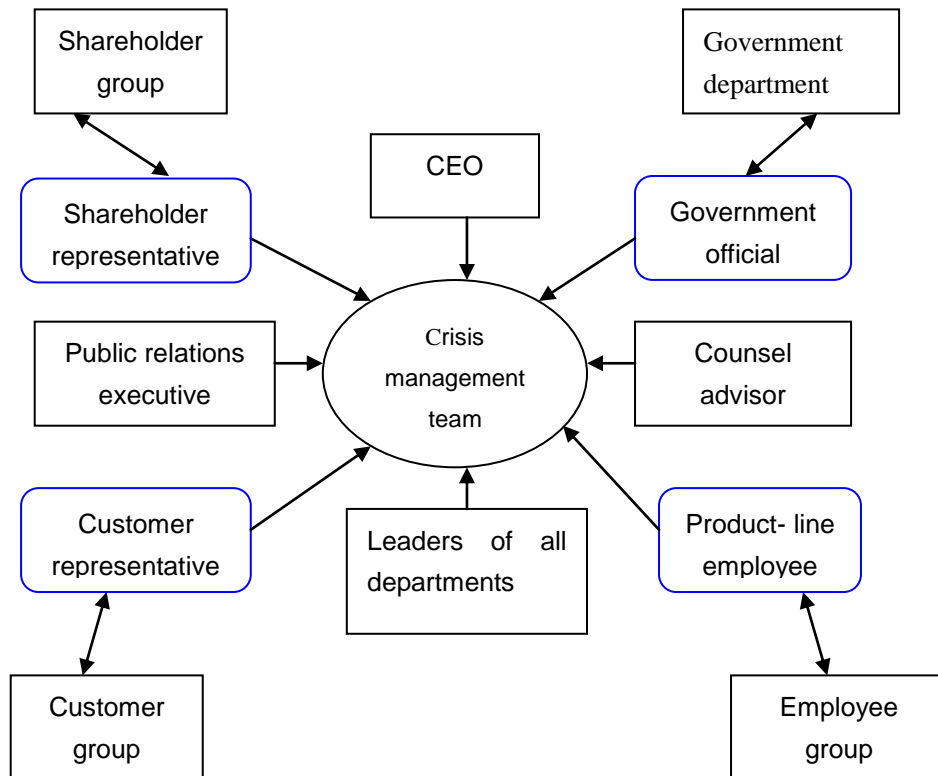 Shareholder
group
Government
department
CEO
Shareholder
representative
Government
official
Public relations
executive
Crisis
management
team
Counsel
advisor
Customer
representative
Leaders of all
departments
Product- line
employee
Customer
group
Employee
group